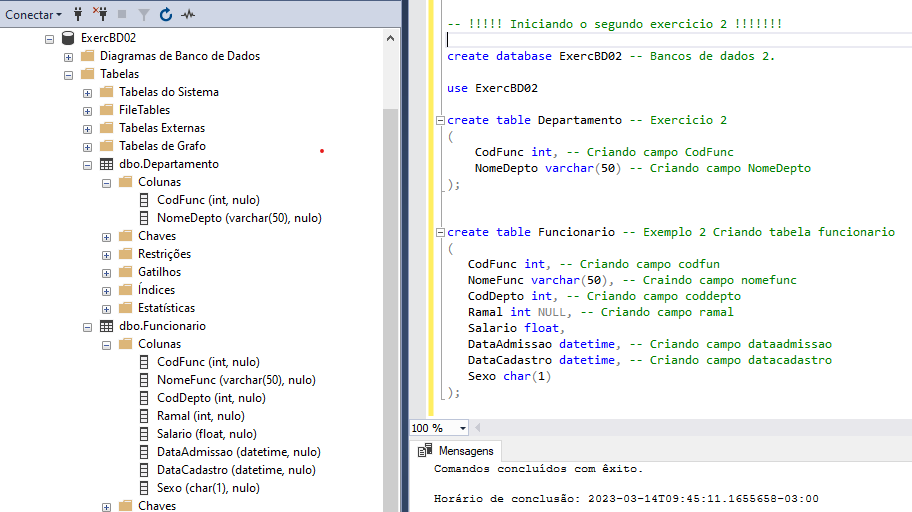 Conectar
ExercBD02
Diagramas de Banco de Dados
Tabelas
Tabelas do Sistema
FileTables
Tabelas Externas
Tabelas de Grafo
dbo.Departamento
Colunas
CodFunc (int, nulo)
NomeDepto (varchar(50), nulo)
Chaves
Restrições
Gatilhos
Índices
Estatísticas
dbo.Funcionario
Colunas
CodFunc (int, nulo)
NomeFunc (varchar(50), nulo)
CodDepto (int, nulo)
Ramal (int, nulo)
Salario (float, nulo)
DataAdmissao (datetime, nulo)
DataCadastro (datetime, nulo)
Sexo (char(1), nulo)
Chaves
-- !!!!! Iniciando o segundo exercicio 2 !!!!!!!
create database ExercBD02 -- Bancos de dados 2.
use ExercBD02
create table Departamento -- Exercicio 2
(
CodFunc int, -- Criando campo CodFunc
NomeDepto varchar(50) -- Criando campo NomeDepto
);
create table Funcionario -- Exemplo 2 Criando tabela funcionario
(
CodFunc int, -- Criando campo codfun
NomeFunc varchar(50), -- Craindo campo nomefunc
CodDepto int, -- Criando campo coddepto
Ramal int NULL, -- Criando campo ramal
Salario float,
DataAdmissao datetime, -- Criando campo dataadmissao
DataCadastro datetime, -- Criando campo datacadastro
Sexo char(1)
);
100 %
Mensagens
Comandos concluídos com êxito.
Horário de conclusão: 2023-03-14T09:45:11.1655658-03:00